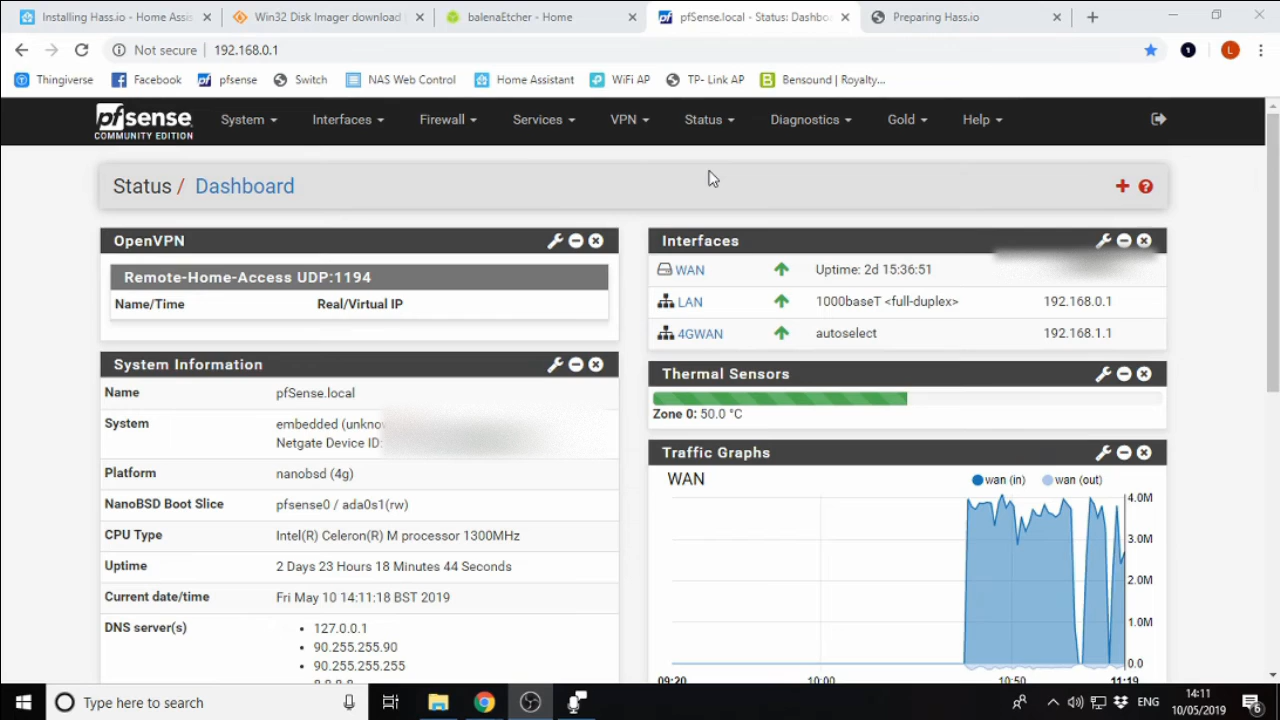 Installing Hass.io - Home Assis
Win32 Disk Imager download
balenaEtcher - Home
pfSense.local - Status: Dashboa
Preparing Hass.io
Not secure 192.168.0.1
Thingiverse Facebook pfsense Switch NAS Web Control Home Assistant WiFi AP TP- Link AP Bensound | Royalty...
pfsense
COMMUNITY EDITION
System Interfaces Firewall Services VPN Status Diagnostics Gold Help
Status / Dashboard
OpenVPN
Remote-Home-Access UDP:1194
Name/Time Real/Virtual IP
System Information
Name pfSense.local
System embedded (unknow
Netgate Device ID:
Platform nanobsd (4g)
NanoBSD Boot Slice pfsense0 / ada0s1(rw)
CPU Type Intel(R) Celeron(R) M processor 1300MHz
Uptime 2 Days 23 Hours 18 Minutes 44 Seconds
Current date/time Fri May 10 14:11:18 BST 2019
DNS server(s) 127.0.0.1
90.255.255.90
90.255.255.255
Interfaces
WAN Uptime: 2d 15:36:51
LAN 1000baseT <full-duplex> 192.168.0.1
4GWAN autoselect 192.168.1.1
Thermal Sensors
Zone 0: 50.0 °C
Traffic Graphs
WAN
wan (in) wan (out)
4.0M
3.0M
2.0M
1.0M
0.0
09:20 10:00 10:50 11:19
Type here to search
ENG
14:11
10/05/2019
6